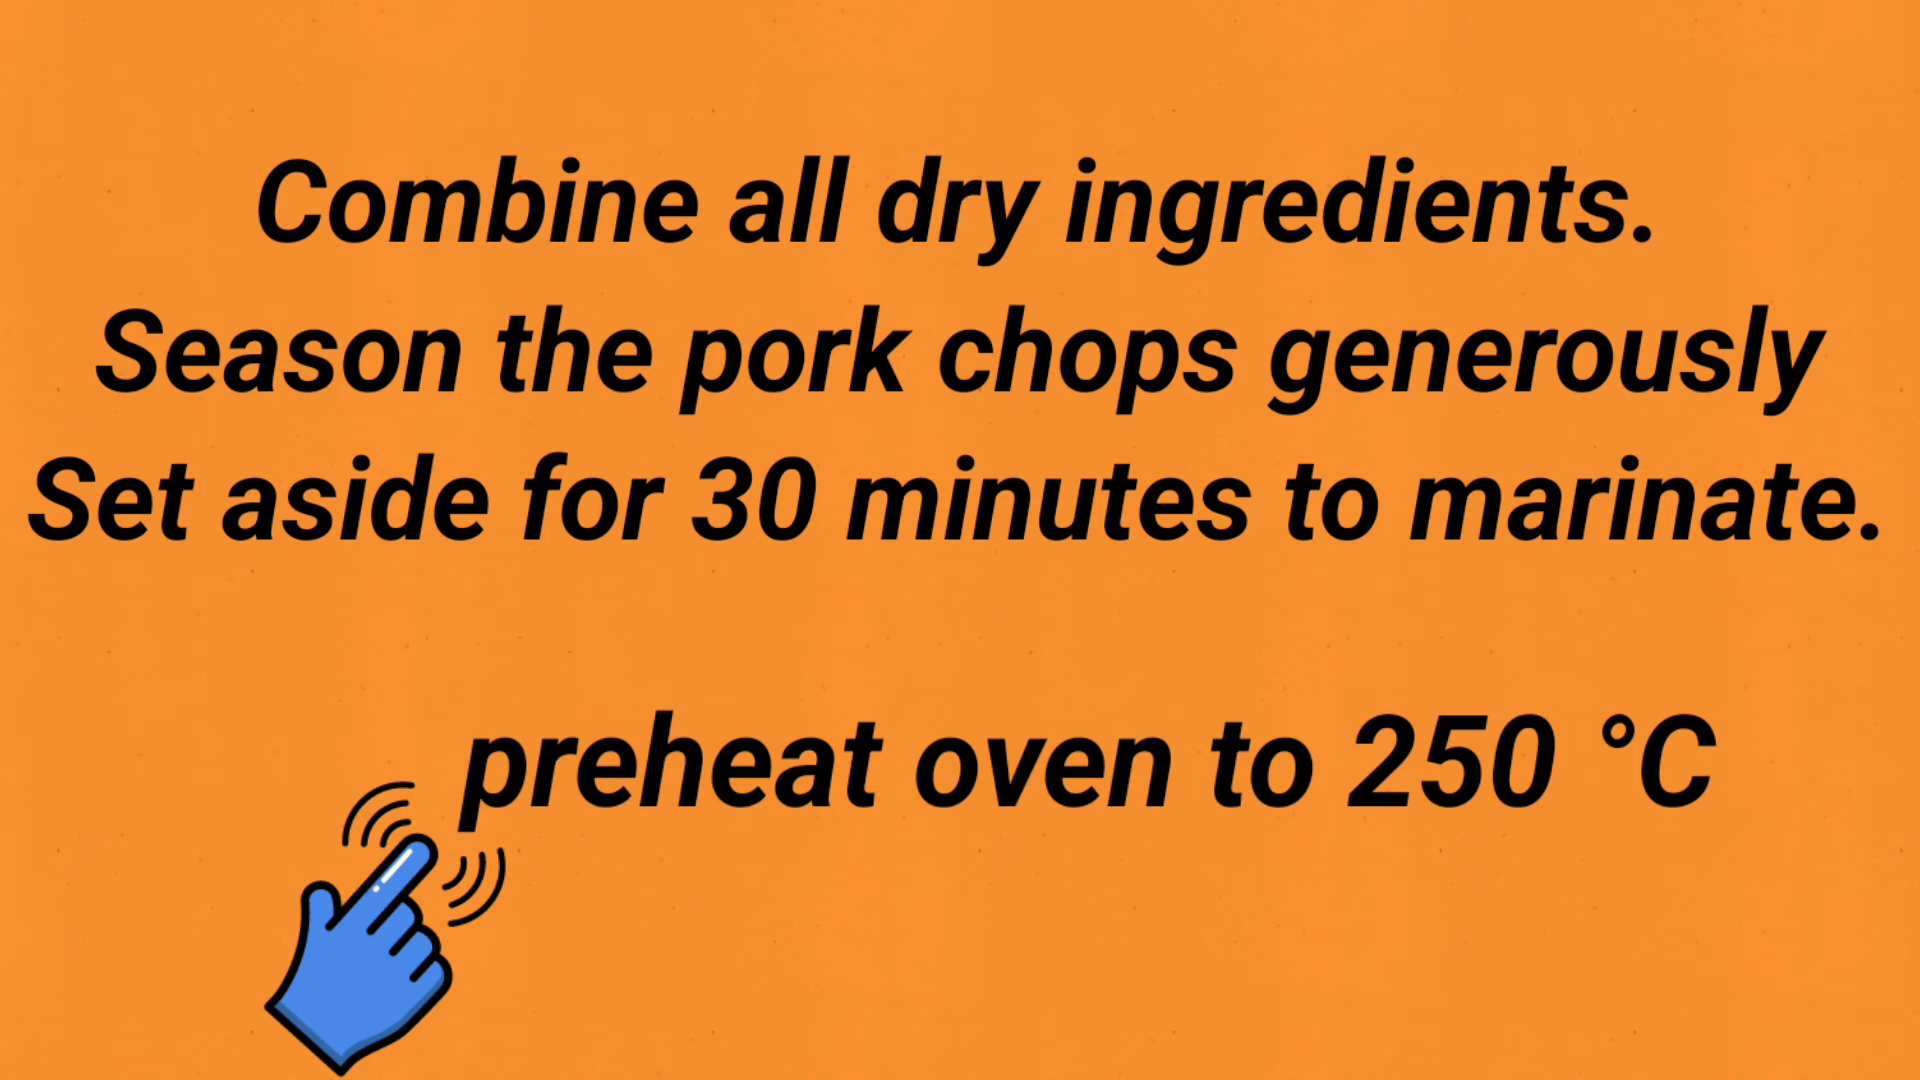 Combine all dry ingredients.
Season the pork chops generously
Set aside for 30 minutes to marinate.
preheat oven to 250 °C